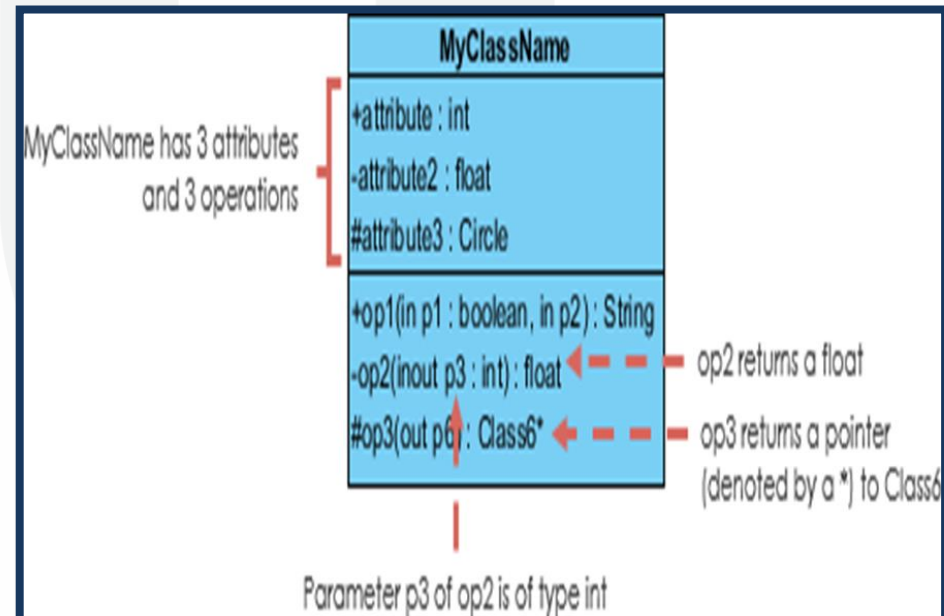 MyClassName
MyClassName has 3 attributes
and 3 operations
+attribute : int
-attribute2 : float
#attribute3 : Circle
+op1(in p1 : boolean, in p2) : String
-op2(inout p3 : int) : float
#op3(out p6) : Class6*
op2 returns a float
op3 returns a pointer
(denoted by a *) to Class6
Parameter p3 of op2 is of type int